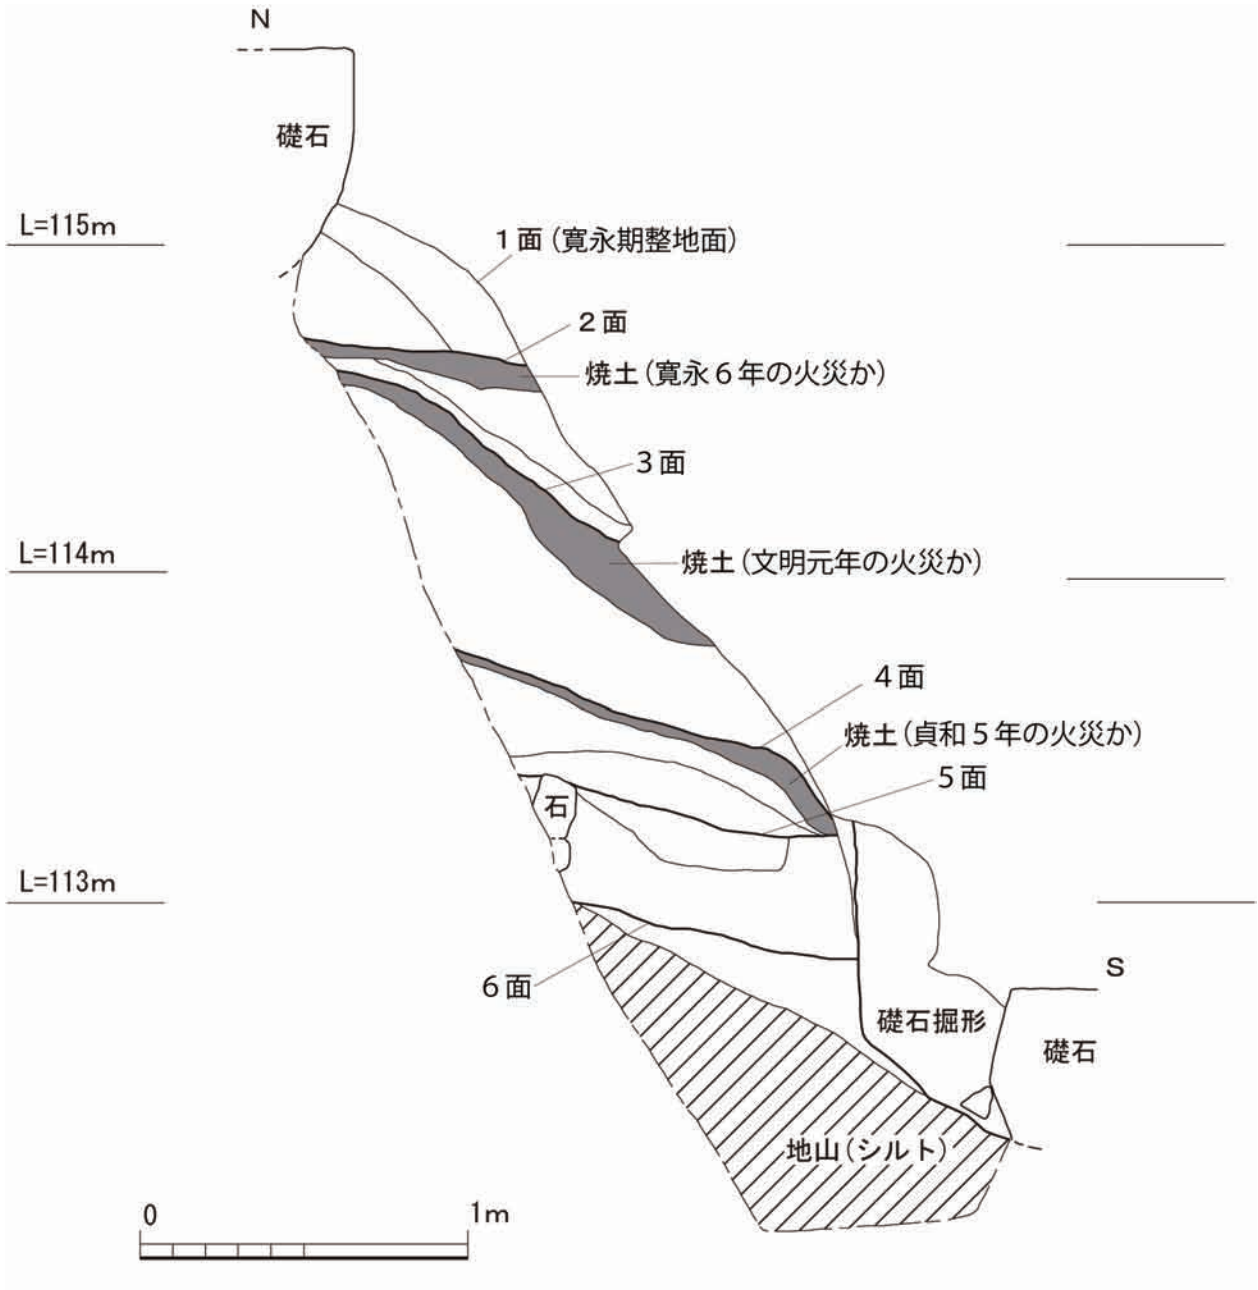 N
礎石
L=115m
1面(寛永期整地面)
2面
焼土(寛永6年の火災か)
3面
L=114m
焼土(文明元年の火災か)
4面
焼土(貞和5年の火災か)
5面
石
L=113m
S
6面
礎石掘形
礎石
地山(シルト)
0 1m